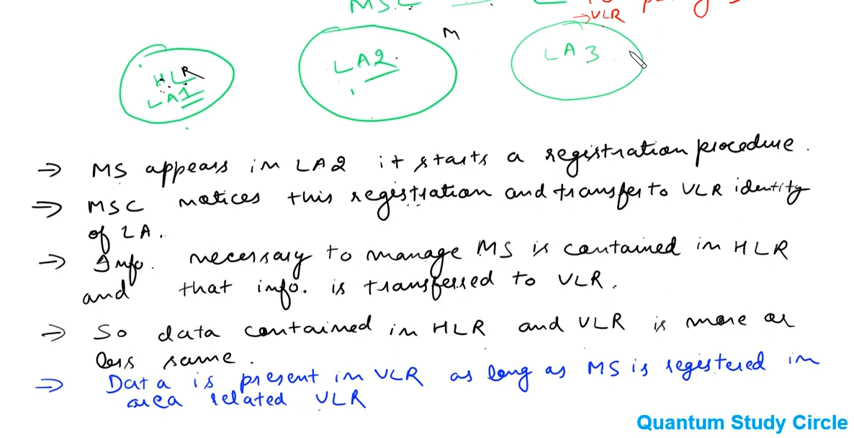 MSC
→VLR
M
HLR
LA1
LA2
LA3
→ MS appears in LA2 it starts a registration procedure.
→ MSC notices this registration and transfer to VLR identity
of LA.
→ Info. necessary to manage MS is contained in HLR
and that info. is transferred to VLR.
→ So data contained in HLR and VLR is more or
less same.
→ Data is present in VLR as long as MS is registered in
area related VLR
Quantum Study Circle